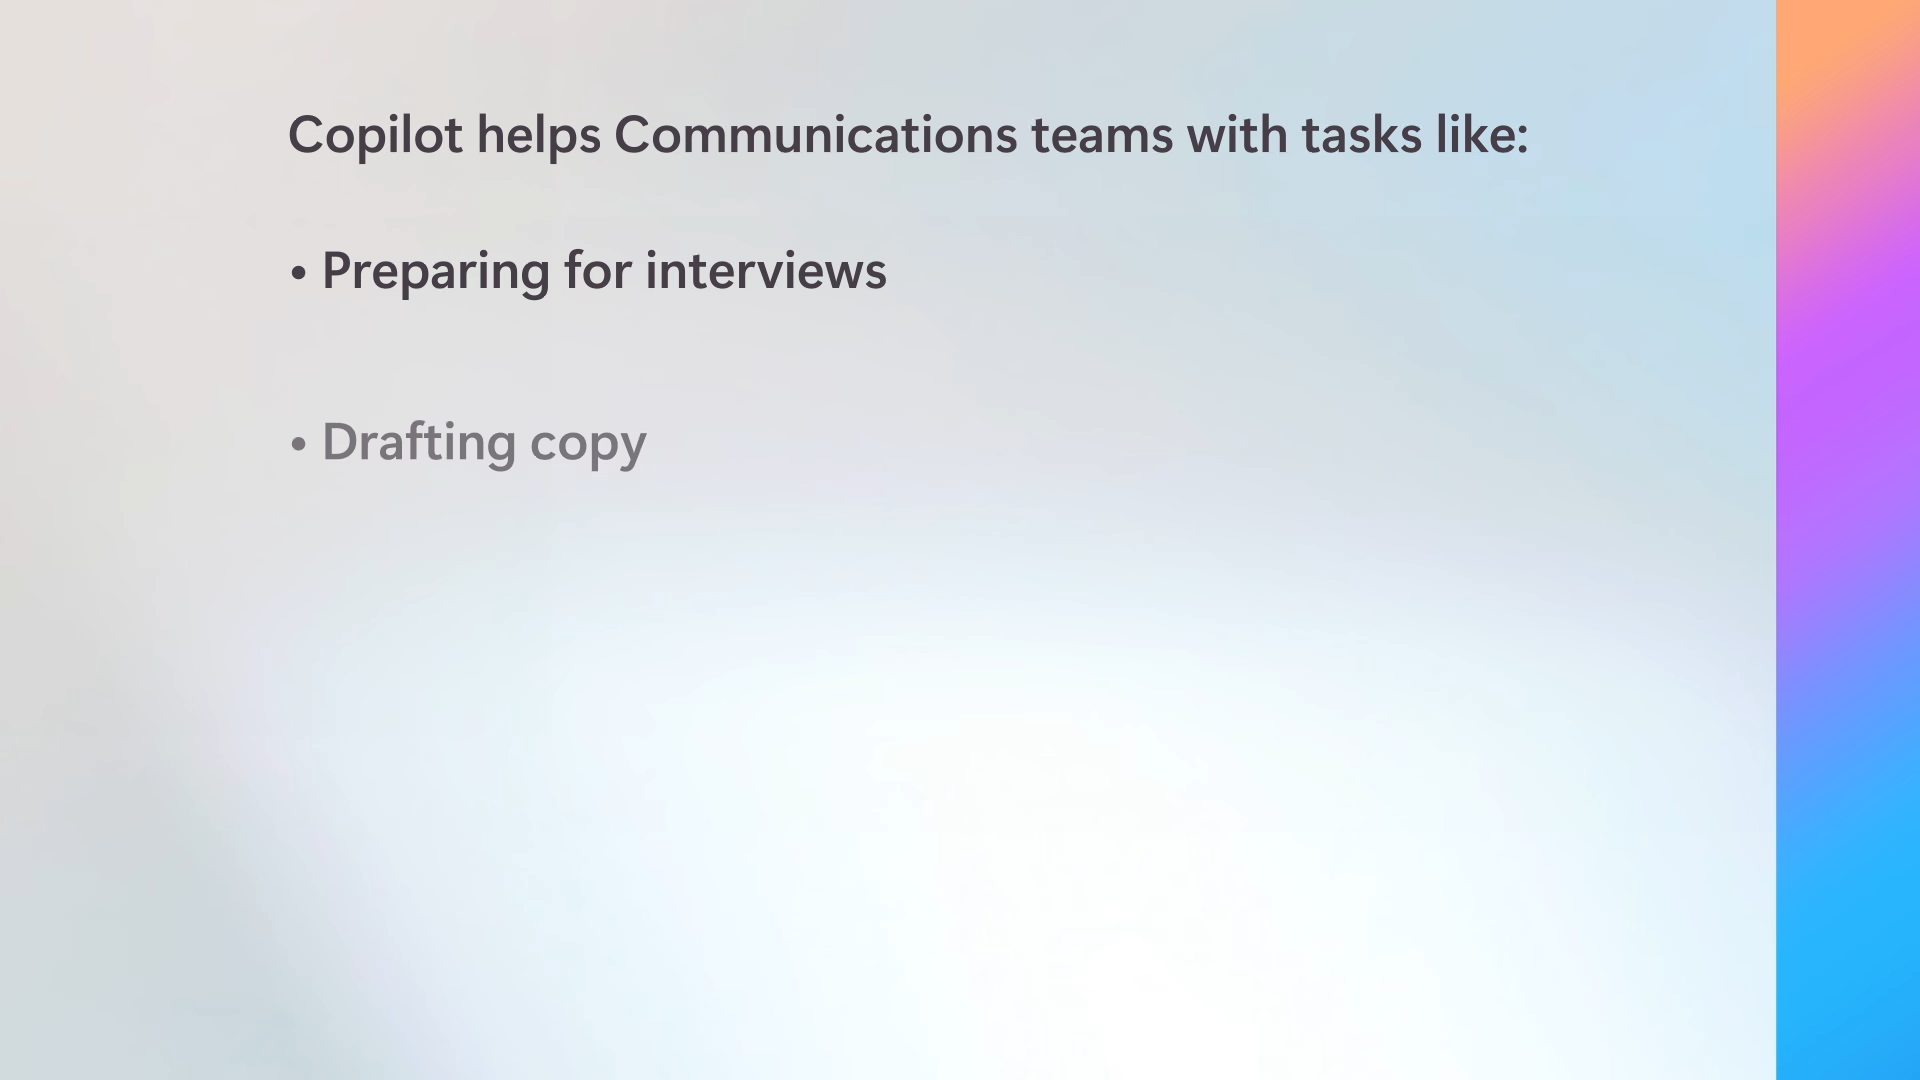 Copilot helps Communications teams with tasks like:
• Preparing for interviews
• Drafting copy